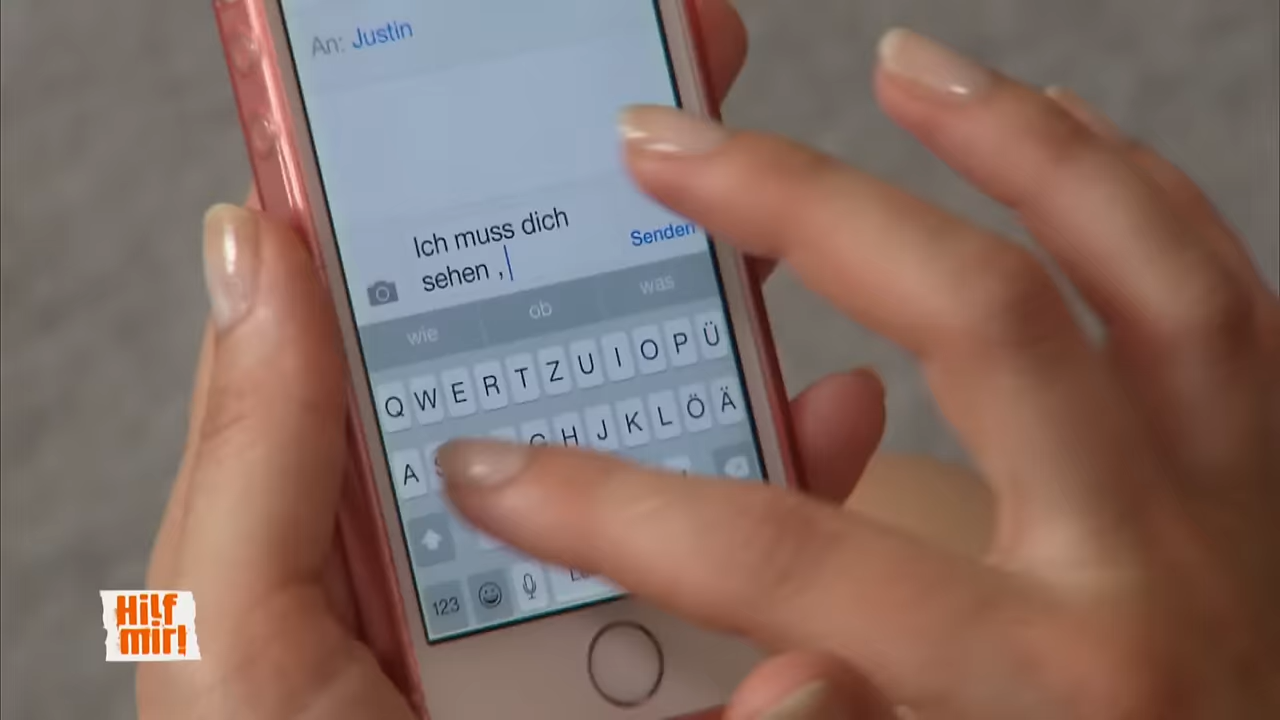 An: Justin
Ich muss dich
sehen ,
Senden
wie ob was
Q W E R T Z U I O P Ü
A S G H J K L Ö Ä
123
Hilf
mir!